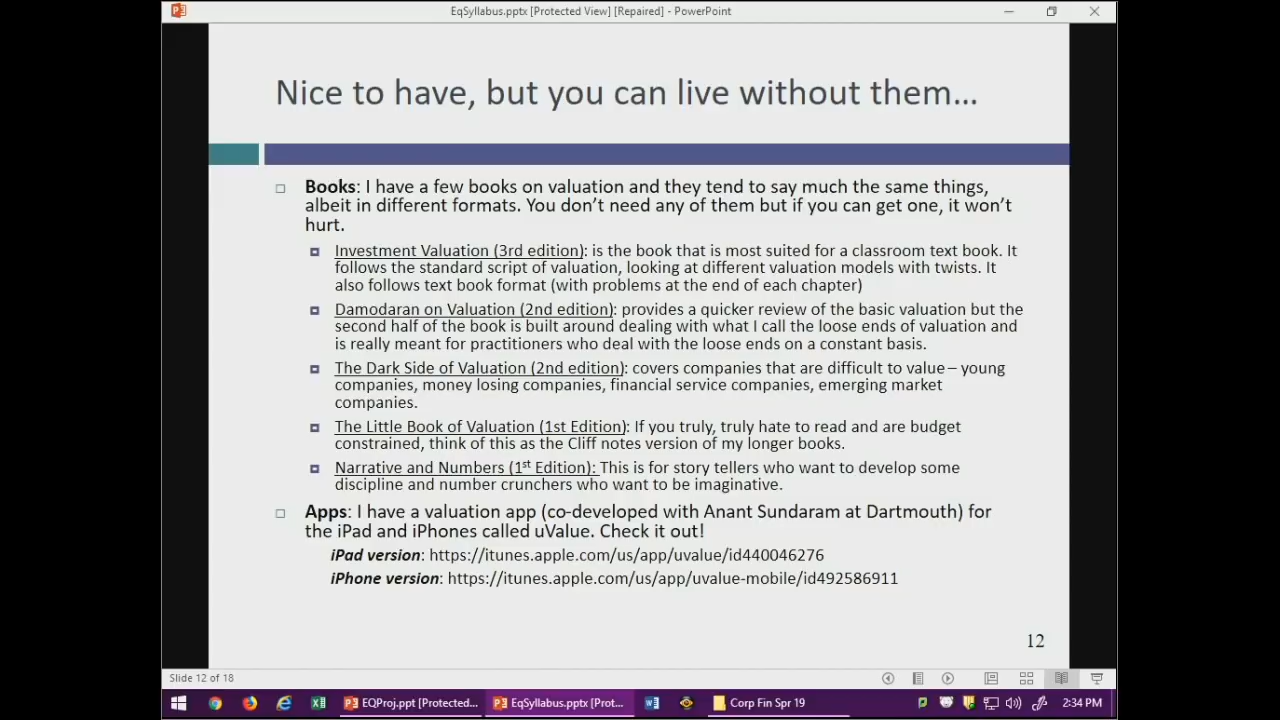 EqSyllabus.pptx [Protected View] [Repaired] - PowerPoint
Nice to have, but you can live without them…
Books: I have a few books on valuation and they tend to say much the same things,
albeit in different formats. You don’t need any of them but if you can get one, it won’t
hurt.
Investment Valuation (3rd edition): is the book that is most suited for a classroom text book. It
follows the standard script of valuation, looking at different valuation models with twists. It
also follows text book format (with problems at the end of each chapter)
Damodaran on Valuation (2nd edition): provides a quicker review of the basic valuation but the
second half of the book is built around dealing with what I call the loose ends of valuation and
is really meant for practitioners who deal with the loose ends on a constant basis.
The Dark Side of Valuation (2nd edition): covers companies that are difficult to value – young
companies, money losing companies, financial service companies, emerging market
companies.
The Little Book of Valuation (1st Edition): If you truly, truly hate to read and are budget
constrained, think of this as the Cliff notes version of my longer books.
Narrative and Numbers (1st Edition): This is for story tellers who want to develop some
discipline and number crunchers who want to be imaginative.
Apps: I have a valuation app (co-developed with Anant Sundaram at Dartmouth) for
the iPad and iPhones called uValue. Check it out!
iPad version: https://itunes.apple.com/us/app/uvalue/id440046276
iPhone version: https://itunes.apple.com/us/app/uvalue-mobile/id492586911
12
Slide 12 of 18
EQProj.ppt [Protected... EqSyllabus.pptx [Prot... Corp Fin Spr 19 2:34 PM